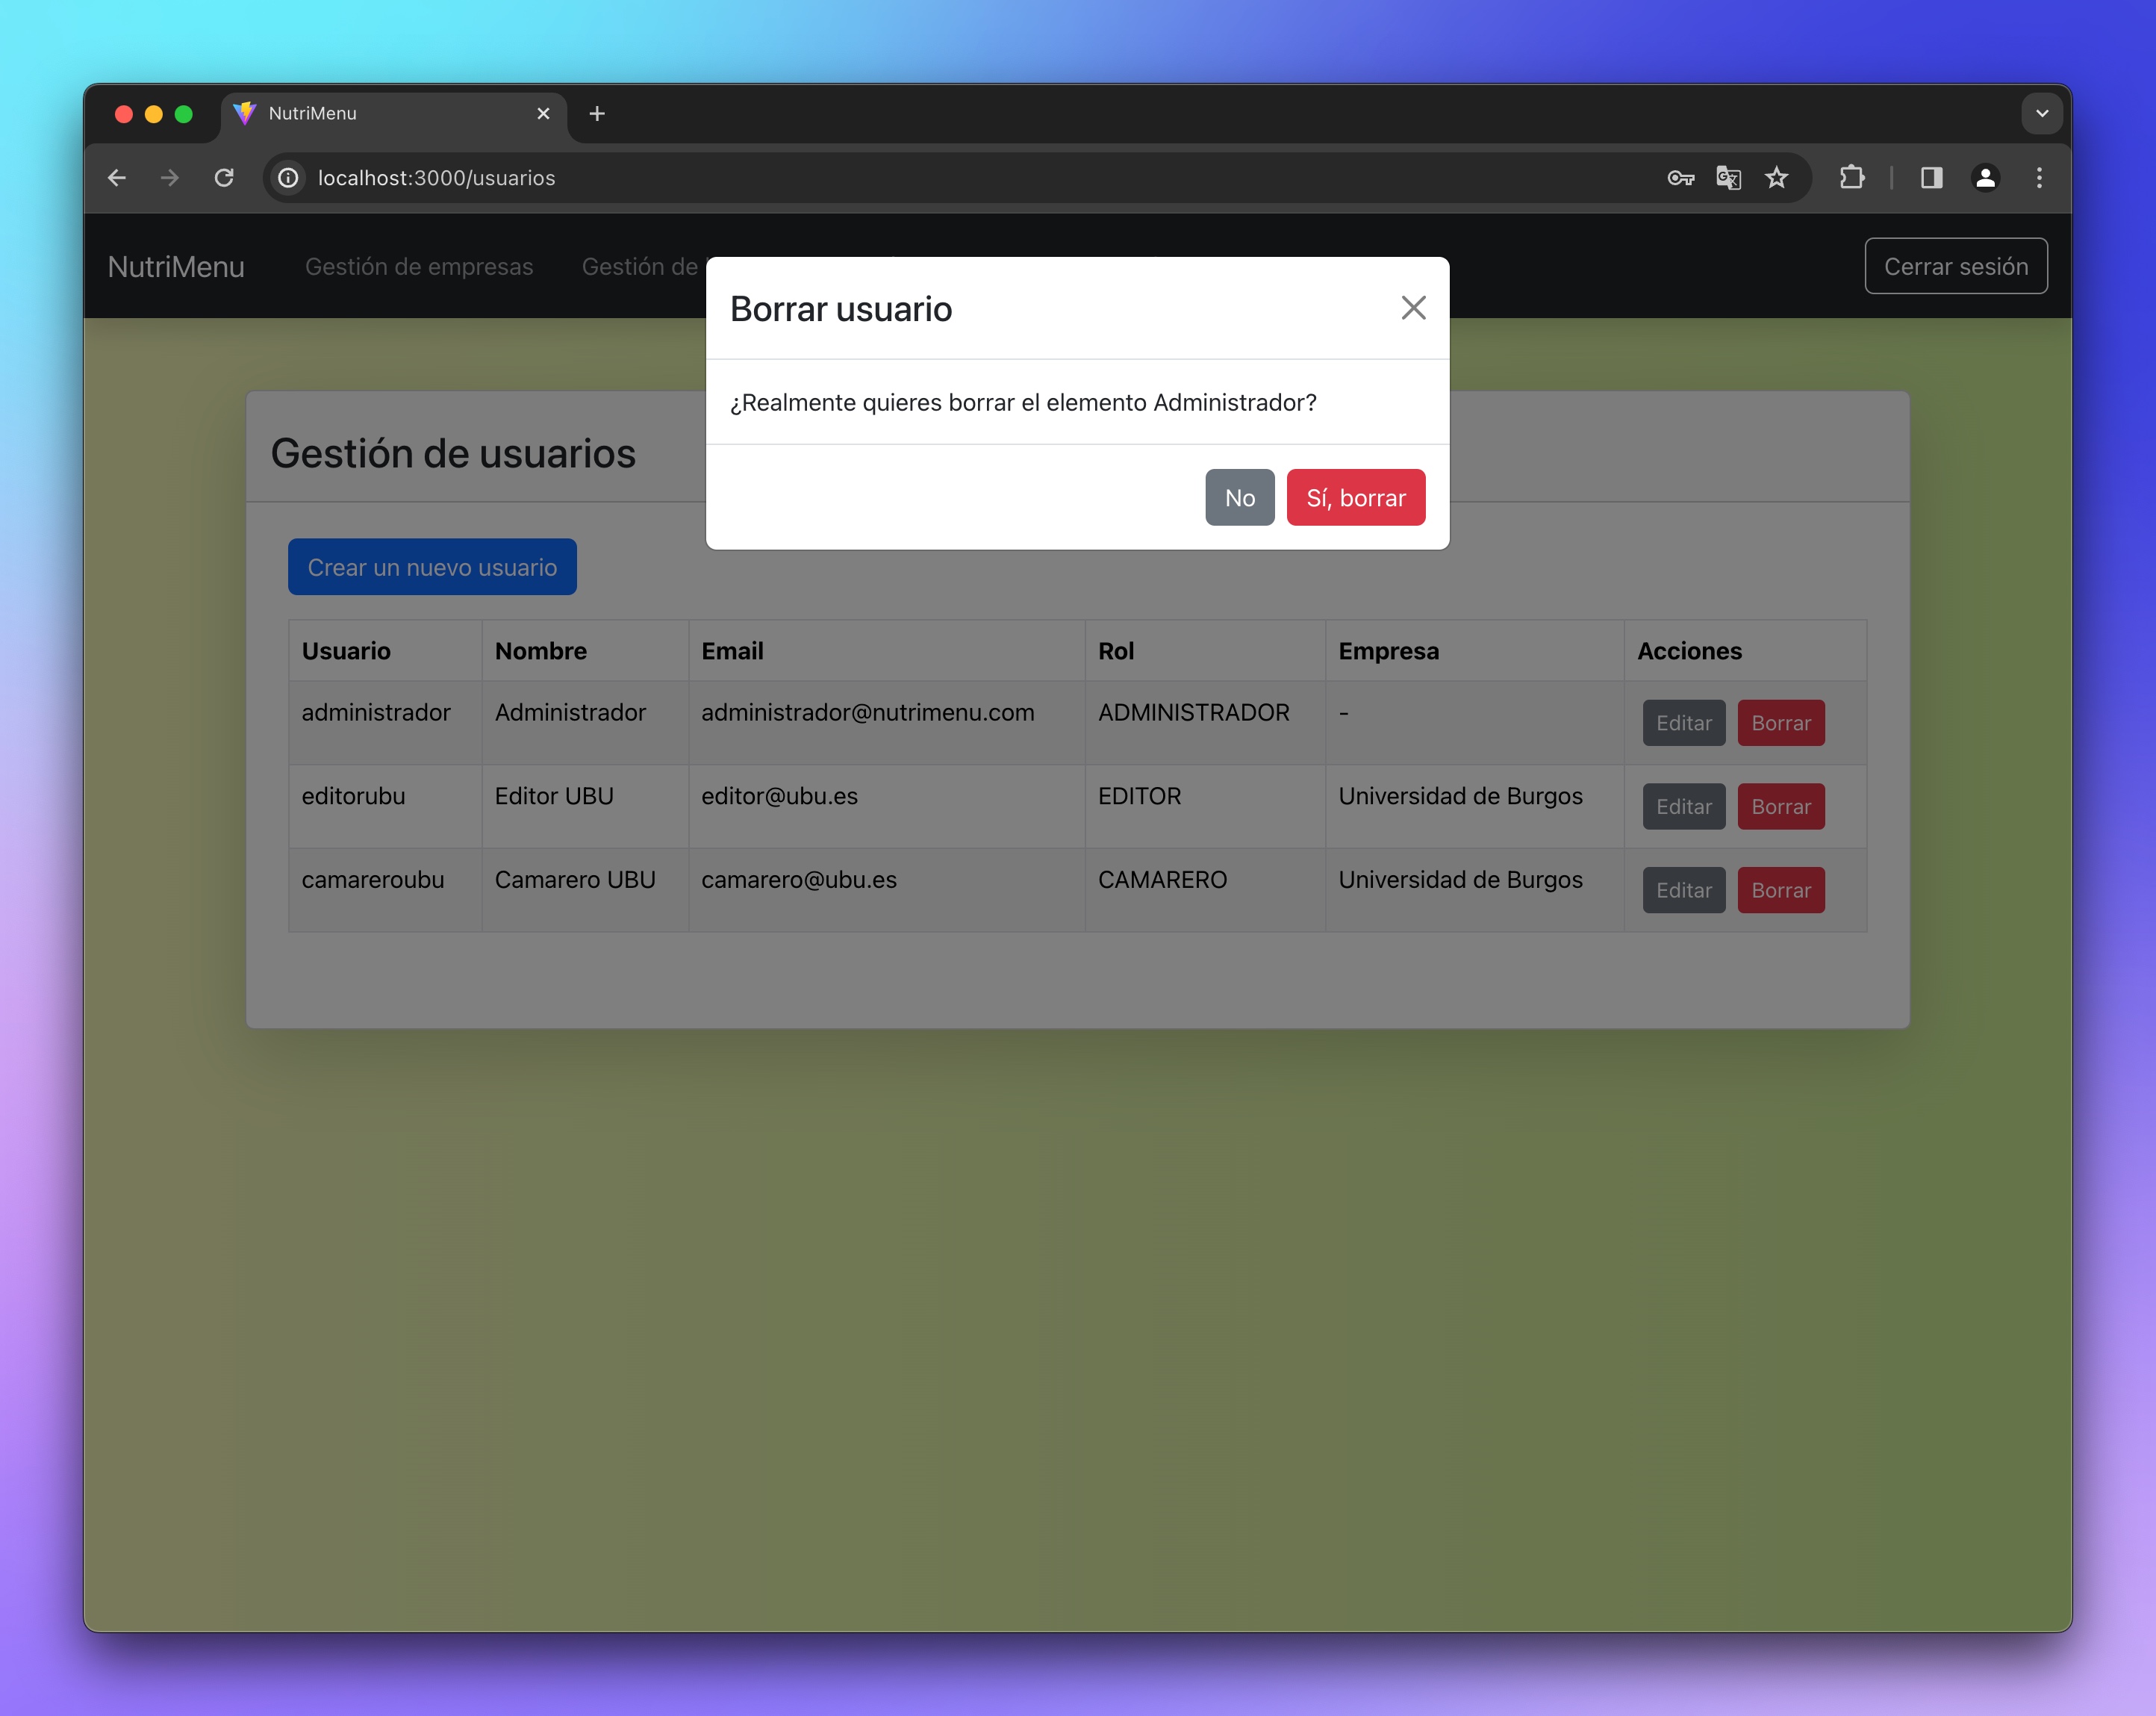 NutriMenu
localhost:3000/usuarios
NutriMenu Gestión de empresas Gestión de Cerrar sesión
Borrar usuario
¿Realmente quieres borrar el elemento Administrador?
No Sí, borrar
Gestión de usuarios
Crear un nuevo usuario
Usuario Nombre Email Rol Empresa Acciones
administrador Administrador administrador@nutrimenu.com ADMINISTRADOR - Editar Borrar
editorubu Editor UBU editor@ubu.es EDITOR Universidad de Burgos Editar Borrar
camareroubu Camarero UBU camarero@ubu.es CAMARERO Universidad de Burgos Editar Borrar